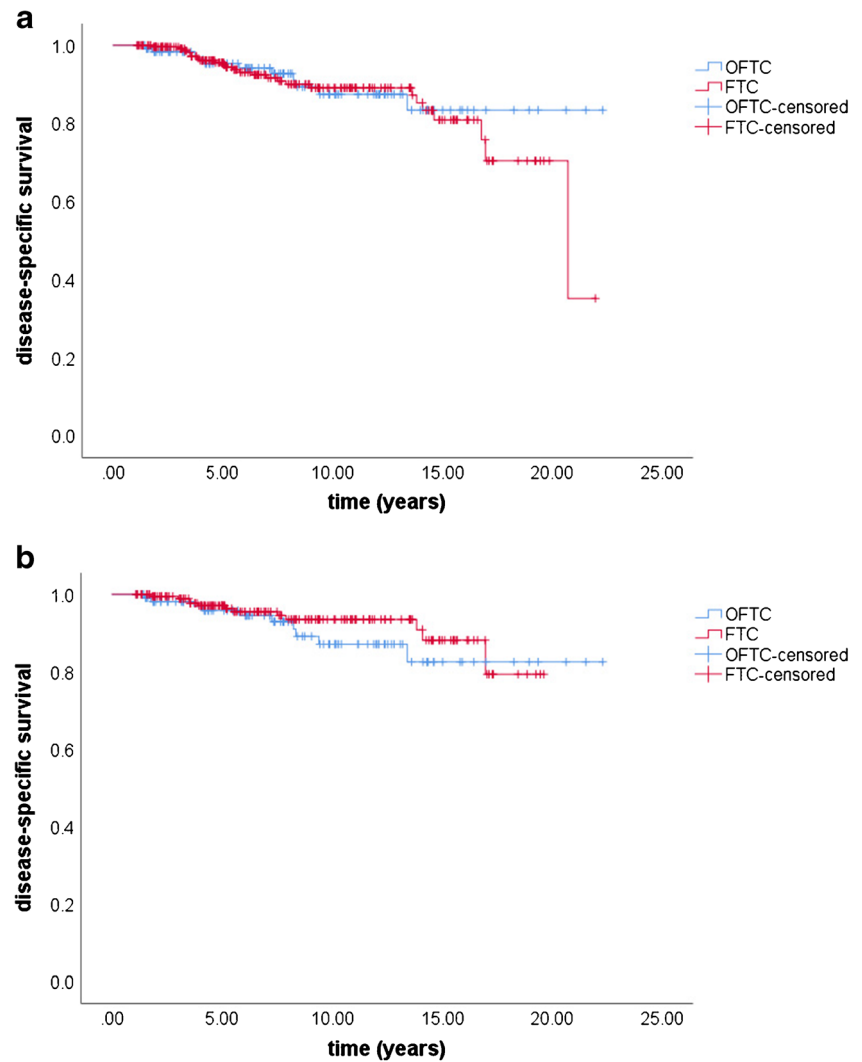 a
1.0
0.8
0.6
0.4
0.2
0.0
disease-specific survival
.00 5.00 10.00 15.00 20.00 25.00
time (years)
OFTC
FTC
OFTC-censored
FTC-censored
b
1.0
0.8
0.6
0.4
0.2
0.0
disease-specific survival
.00 5.00 10.00 15.00 20.00 25.00
time (years)
OFTC
FTC
OFTC-censored
FTC-censored